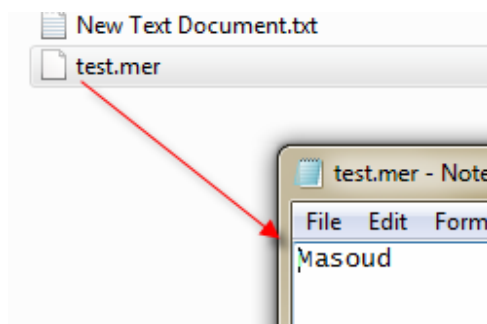 New Text Document.txt
test.mer
test.mer - Note
File Edit Form
Masoud